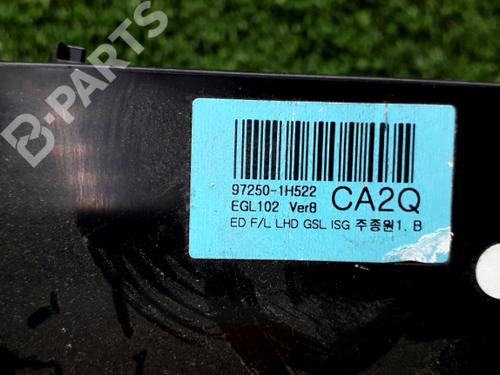 B-PARTS
97250-1H522
EGL102 Ver8
CA2Q
ED F/L LHD GSL ISG 주종원1, B